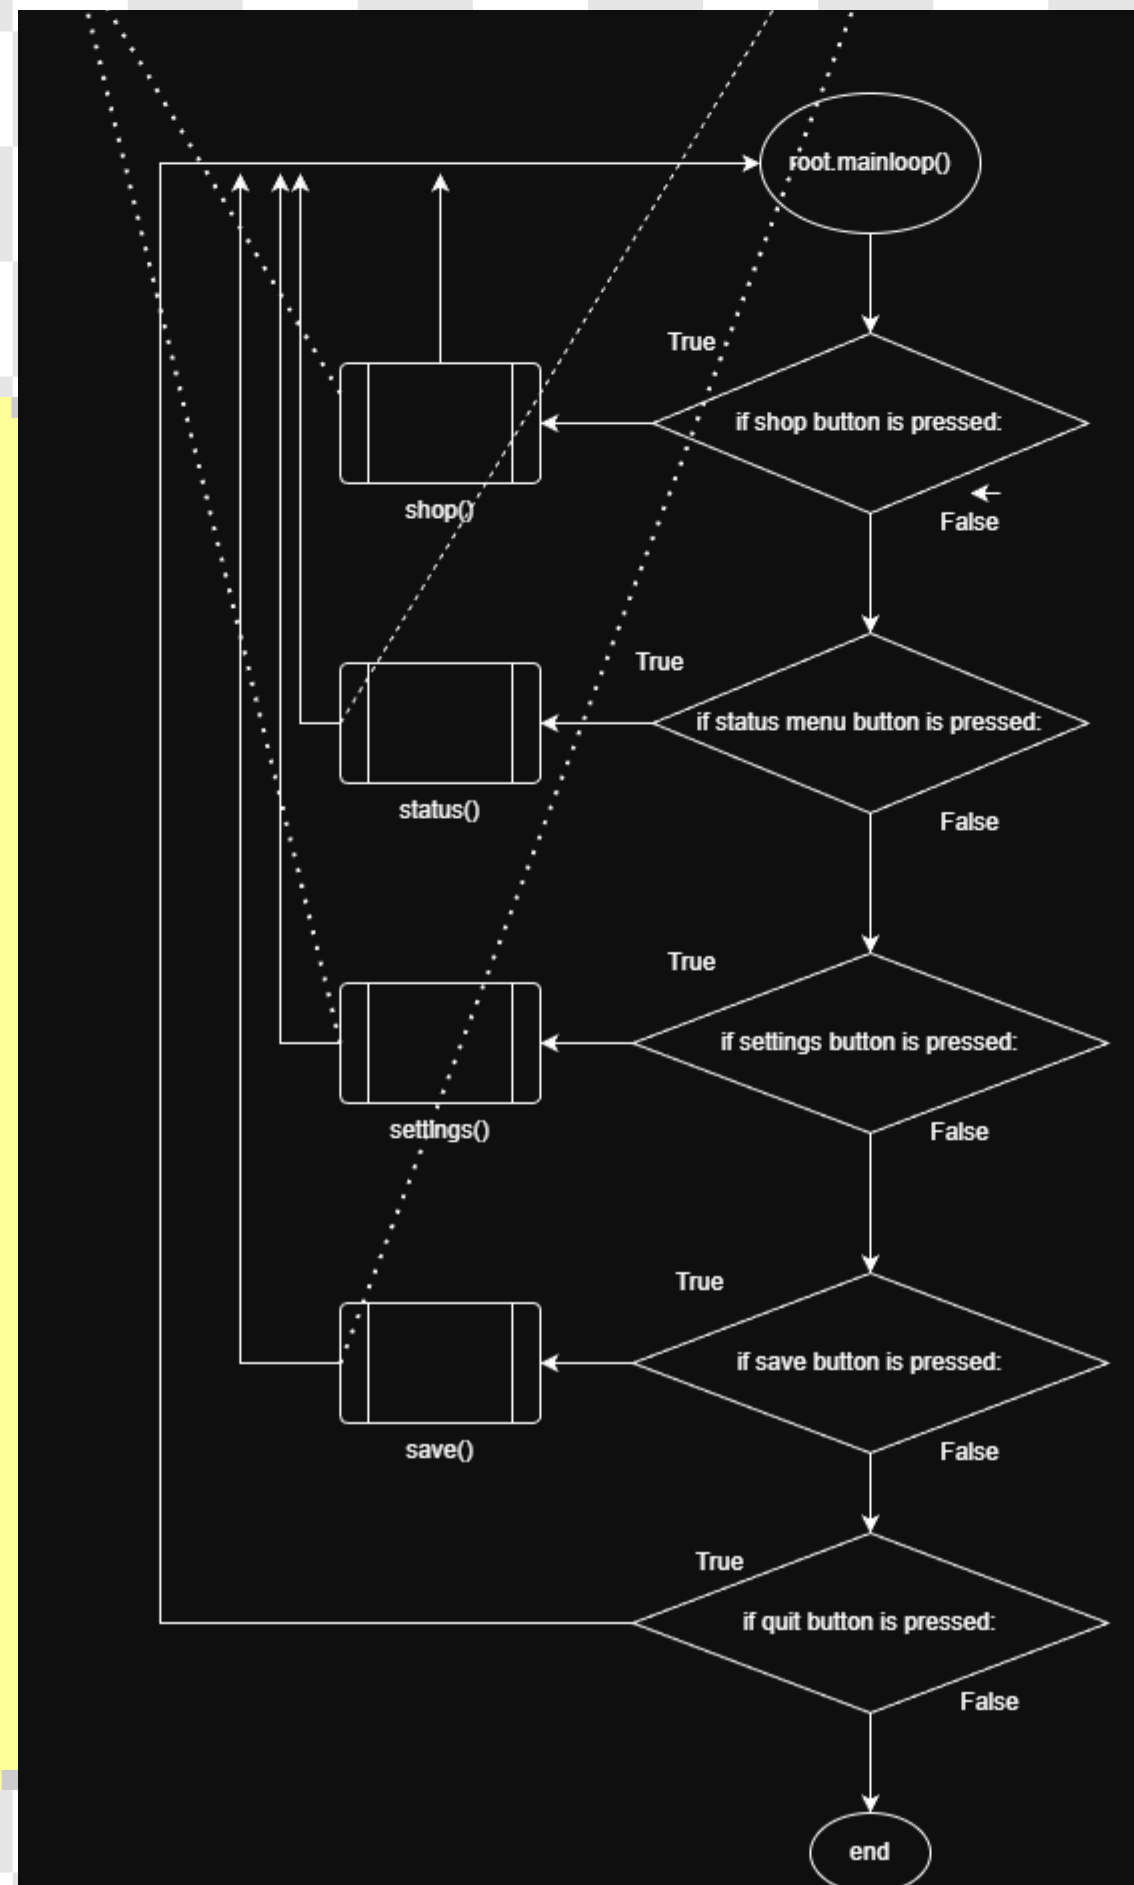 root.mainloop()
True
if shop button is pressed:
shop()
False
True
if status menu button is pressed:
status()
False
True
if settings button is pressed:
settings()
False
True
if save button is pressed:
save()
False
True
if quit button is pressed:
False
end